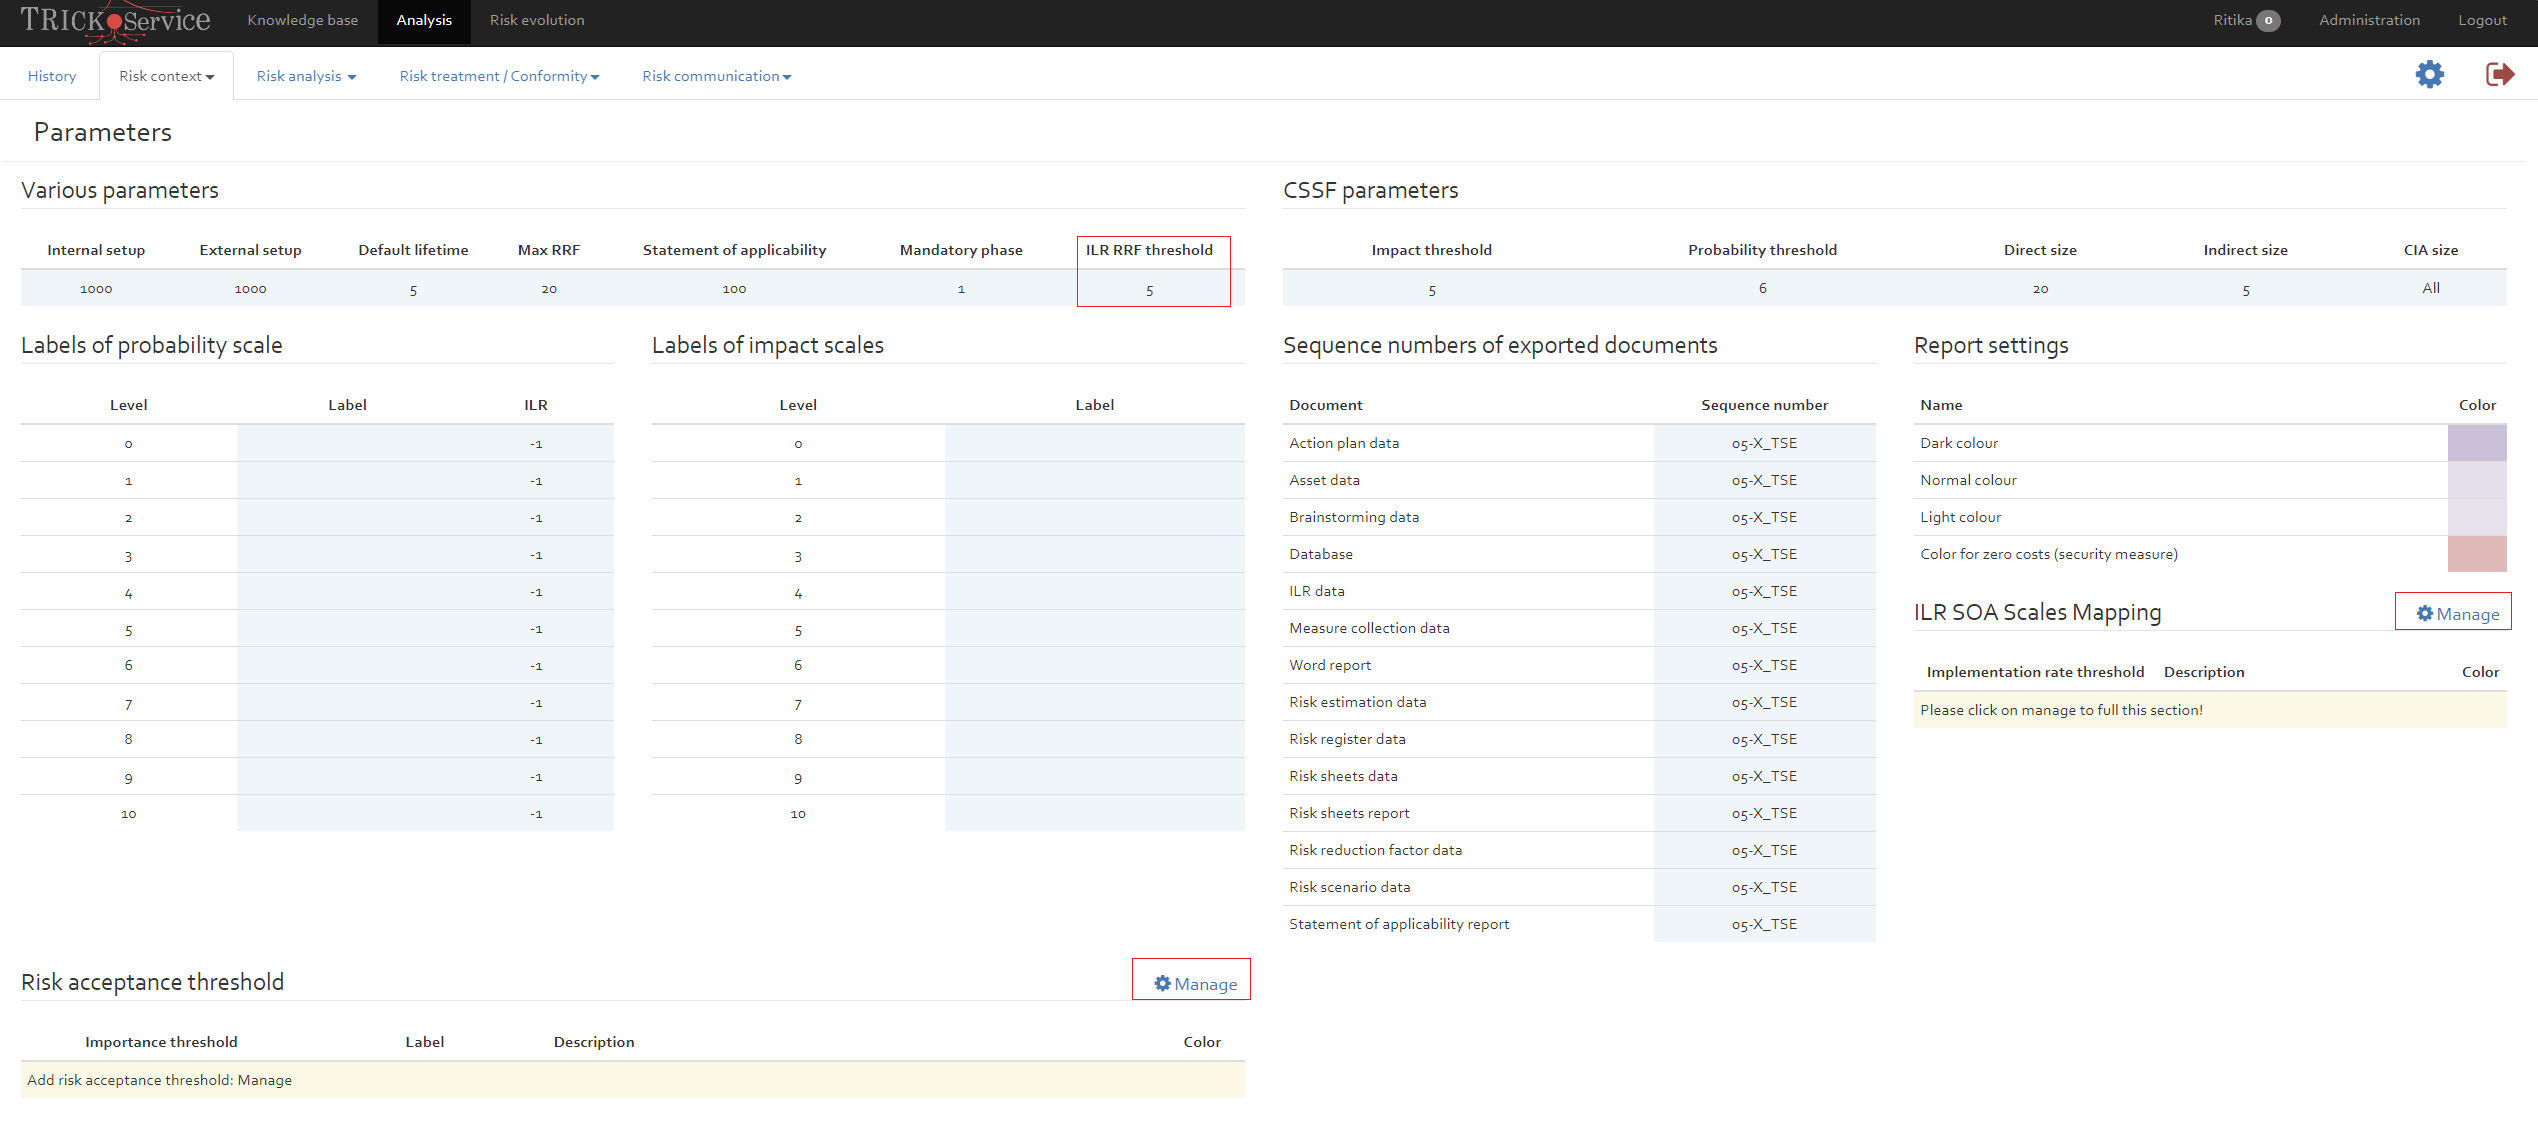 TRICK Service Knowledge base Analysis Risk evolution Ritika 0 Administration Logout
History Risk context Risk analysis Risk treatment / Conformity Risk communication
Parameters
Various parameters
Internal setup External setup Default lifetime Max RRF Statement of applicability Mandatory phase ILR RRF threshold
1000 1000 5 20 100 1 5
CSSF parameters
Impact threshold Probability threshold Direct size Indirect size CIA size
5 6 20 5 All
Labels of probability scale
Level Label ILR
0 -1
1 -1
2 -1
3 -1
4 -1
5 -1
6 -1
7 -1
8 -1
9 -1
10 -1
Labels of impact scales
Level Label
0
1
2
3
4
5
6
7
8
9
10
Sequence numbers of exported documents
Document Sequence number
Action plan data 05-X_TSE
Asset data 05-X_TSE
Brainstorming data 05-X_TSE
Database 05-X_TSE
ILR data 05-X_TSE
Measure collection data 05-X_TSE
Word report 05-X_TSE
Risk estimation data 05-X_TSE
Risk register data 05-X_TSE
Risk sheets data 05-X_TSE
Risk sheets report 05-X_TSE
Risk reduction factor data 05-X_TSE
Risk scenario data 05-X_TSE
Statement of applicability report 05-X_TSE
Report settings
Name Color
Dark colour
Normal colour
Light colour
Color for zero costs (security measure)
ILR SOA Scales Mapping Manage
Implementation rate threshold Description Color
Please click on manage to full this section!
Risk acceptance threshold Manage
Importance threshold Label Description Color
Add risk acceptance threshold: Manage